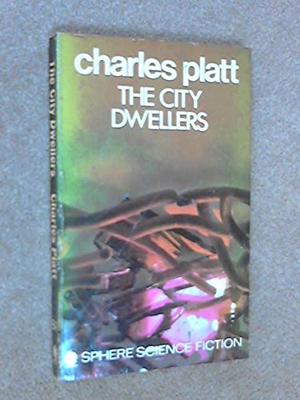 charles platt
THE CITY
DWELLERS
SPHERE SCIENCE FICTION
The City Dwellers Charles Platt